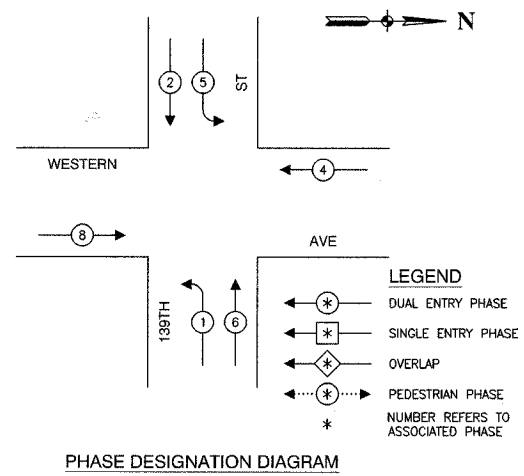 N
2
5
ST
WESTERN
4
8
AVE
139TH
1
6
LEGEND
* DUAL ENTRY PHASE
* SINGLE ENTRY PHASE
* OVERLAP
* PEDESTRIAN PHASE
* NUMBER REFERS TO
ASSOCIATED PHASE
PHASE DESIGNATION DIAGRAM